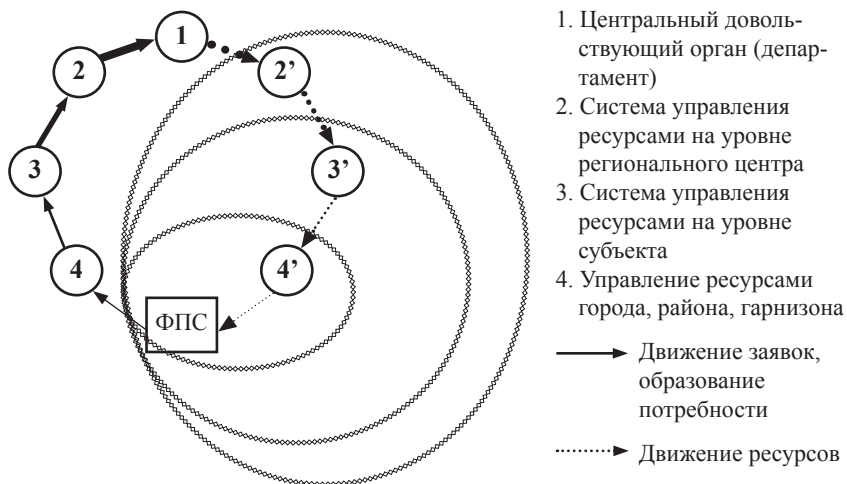 1
2
2’
3
3’
4
4’
ФПС
1. Центральный доволь-
ствующий орган (депар-
тамент)
2. Система управления
ресурсами на уровне
регионального центра
3. Система управления
ресурсами на уровне
субъекта
4. Управление ресурсами
города, района, гарнизона
Движение заявок,
образование
потребности
Движение ресурсов